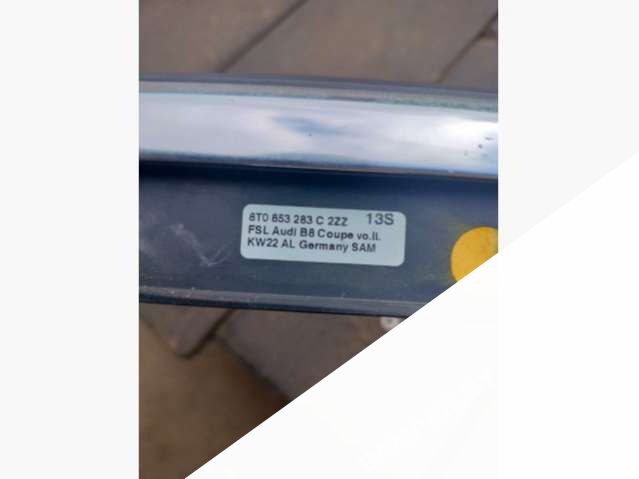 8T0 853 283 C 2ZZ 13S
FSL Audi B8 Coupe vo.li.
KW22 AL Germany SAM